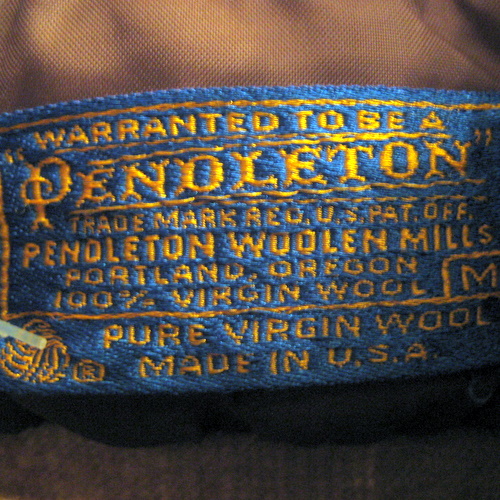 WARRANTED TO BE A
"PENDLETON"
TRADE MARK REG. U.S. PAT. OFF.
PENDLETON WOOLEN MILLS
PORTLAND, OREGON
100% VIRGIN WOOL M
PURE VIRGIN WOOL
® MADE IN U.S.A.